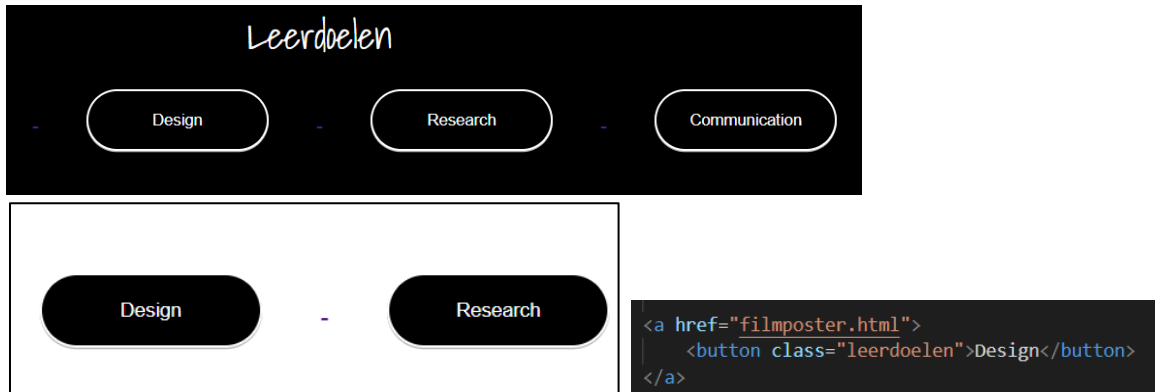 Leerdoelen
Design Research Communication
Design Research
<a href="filmposter.html">
<button class="leerdoelen">Design</button>
</a>